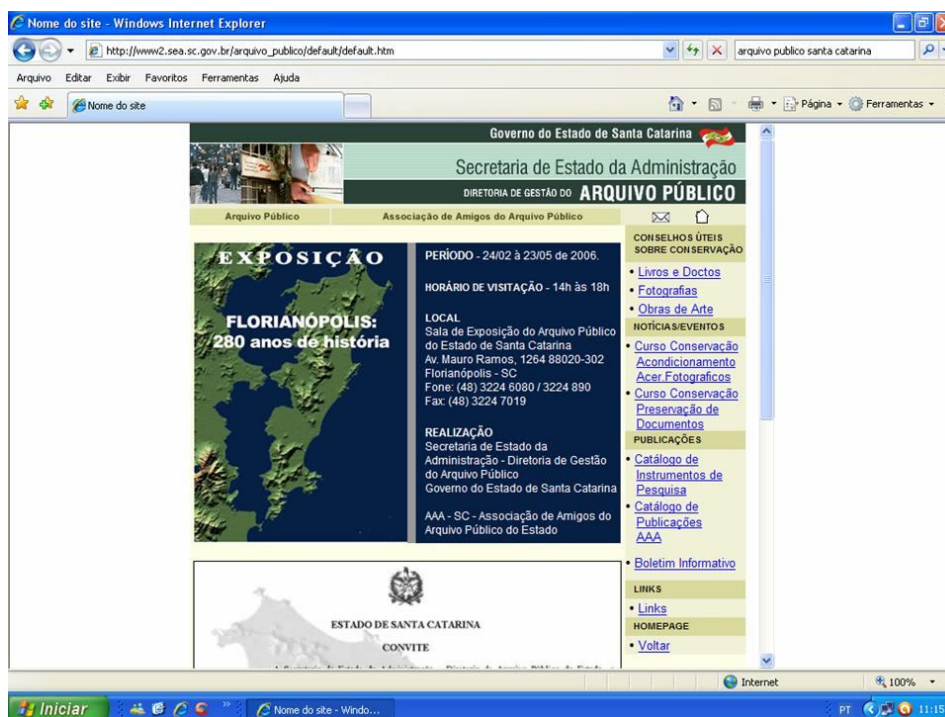 Nome do site - Windows Internet Explorer
http://www2.sea.sc.gov.br/arquivo_publico/default/default.htm
arquivo publico santa catarina
Arquivo Editar Exibir Favoritos Ferramentas Ajuda
Nome do site
Página
Ferramentas
Governo do Estado de Santa Catarina
Secretaria de Estado da Administração
DIRETORIA DE GESTÃO DO ARQUIVO PÚBLICO
Arquivo Público
Associação de Amigos do Arquivo Público
EXPOSIÇÃO
FLORIANÓPOLIS:
280 anos de história
PERÍODO - 24/02 à 23/05 de 2006.
HORÁRIO DE VISITAÇÃO - 14h às 18h
LOCAL
Sala de Exposição do Arquivo Público
do Estado de Santa Catarina
Av. Mauro Ramos, 1264 88020-302
Florianópolis - SC
Fone: (48) 3224 6080 / 3224 890
Fax: (48) 3224 7019
REALIZAÇÃO
Secretaria de Estado da
Administração - Diretoria de Gestão
do Arquivo Público
Governo do Estado de Santa Catarina
AAA - SC - Associação de Amigos do
Arquivo Público do Estado
ESTADO DE SANTA CATARINA
CONVITE
CONSELHOS ÚTEIS
SOBRE CONSERVAÇÃO
• Livros e Doctos
• Fotografias
• Obras de Arte
NOTÍCIAS/EVENTOS
• Curso Conservação
Acondicionamento
Acer.Fotograficos
• Curso Conservação
Preservação de
Documentos
PUBLICAÇÕES
• Catálogo de
Instrumentos de
Pesquisa
• Catálogo de
Publicações
AAA
• Boletim Informativo
LINKS
• Links
HOMEPAGE
• Voltar
Internet
100%
Iniciar
Nome do site - Windo...
PT
11:15